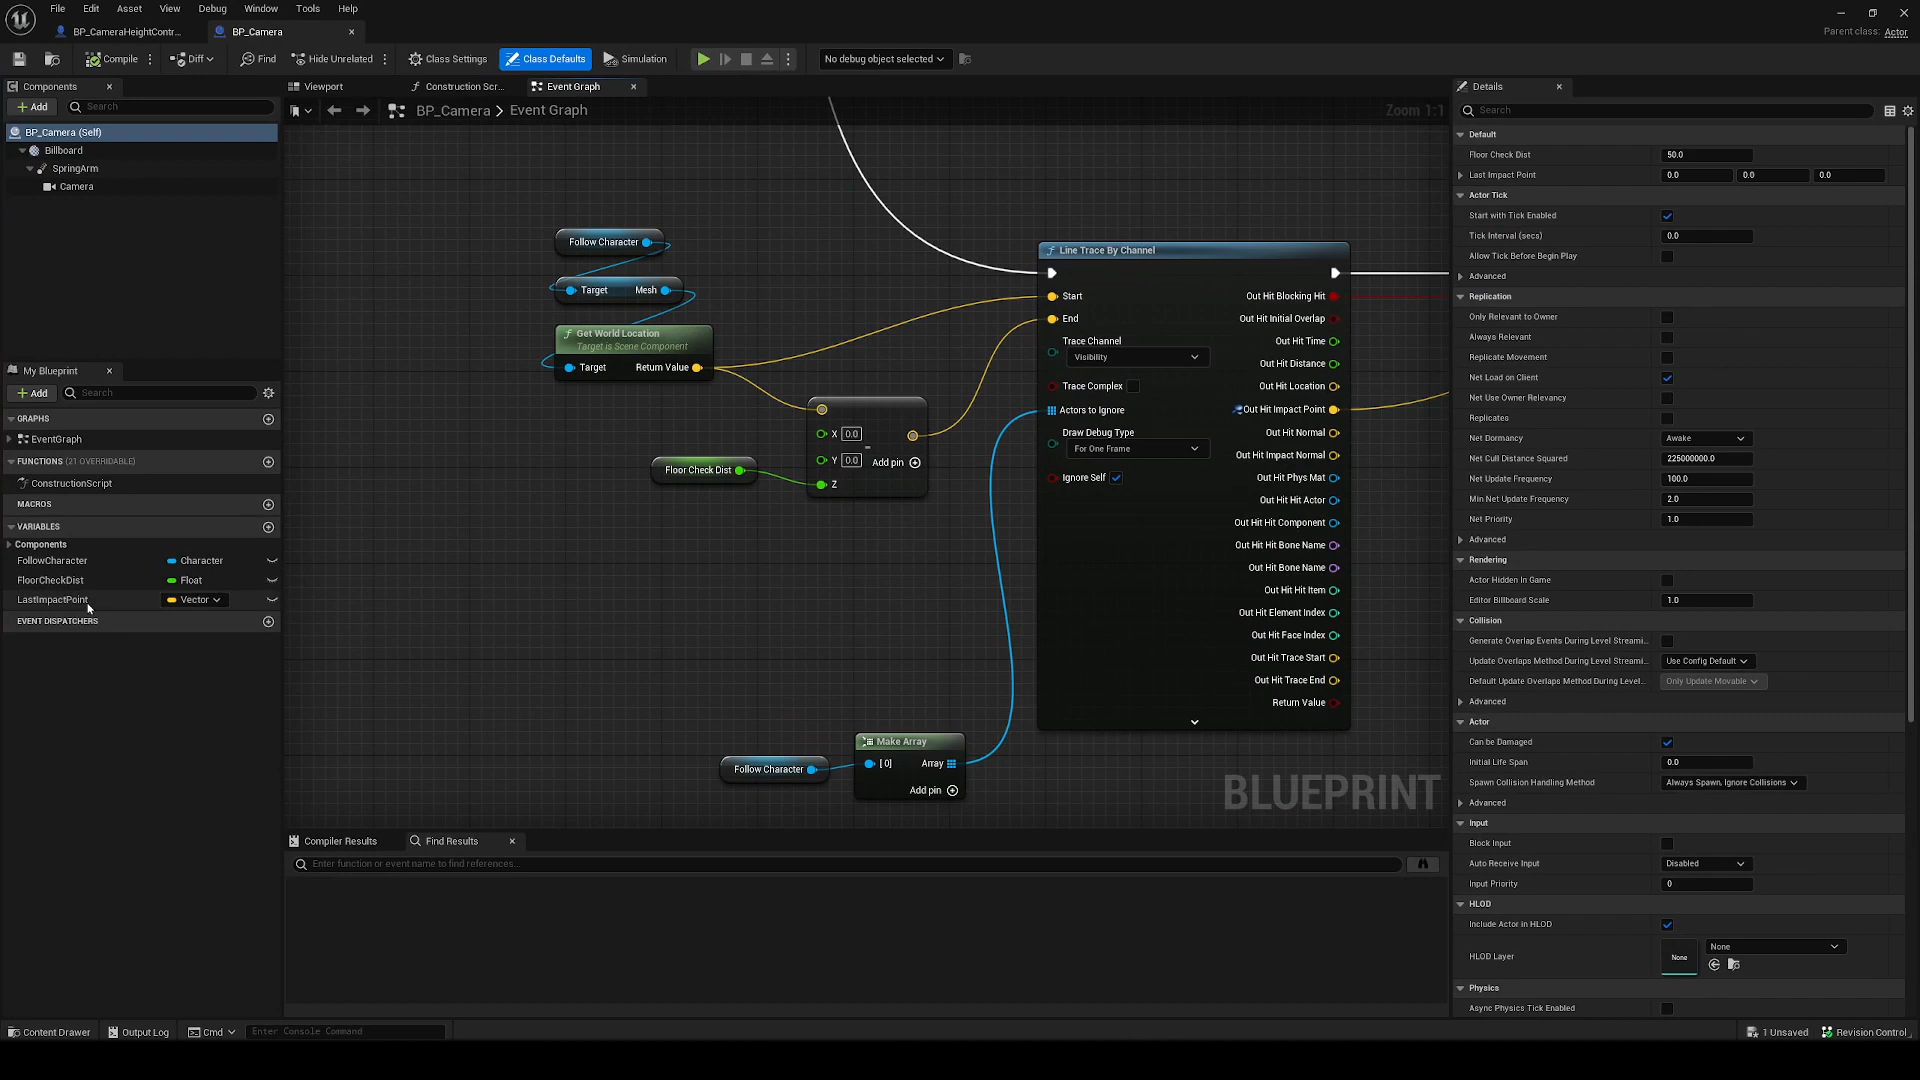 File Edit Asset View Debug Window Tools Help
BP_CameraHeightContr...
BP_Camera
Parent class: Actor
Compile
Diff
Find
Hide Unrelated
Class Settings
Class Defaults
Simulation
No debug object selected
Components
Add
Search
BP_Camera (Self)
Billboard
SpringArm
Camera
My Blueprint
Add
Search
GRAPHS
EventGraph
FUNCTIONS (21 OVERRIDABLE)
ConstructionScript
MACROS
VARIABLES
Components
FollowCharacter Character
FloorCheckDist Float
LastImpactPoint Vector
EVENT DISPATCHERS
Viewport
Construction Scr...
Event Graph
BP_Camera > Event Graph
Zoom 1:1
Follow Character
Target Mesh
Get World Location
Target is Scene Component
Target Return Value
Floor Check Dist
X 0.0
Y 0.0
Add pin
Z
Line Trace By Channel
Start
End
Trace Channel
Visibility
Trace Complex
Actors to Ignore
Draw Debug Type
For One Frame
Ignore Self
Out Hit Blocking Hit
Out Hit Initial Overlap
Out Hit Time
Out Hit Distance
Out Hit Location
Out Hit Impact Point
Out Hit Normal
Out Hit Impact Normal
Out Hit Phys Mat
Out Hit Hit Actor
Out Hit Hit Component
Out Hit Hit Bone Name
Out Hit Bone Name
Out Hit Hit Item
Out Hit Element Index
Out Hit Face Index
Out Hit Trace Start
Out Hit Trace End
Return Value
Follow Character
Make Array
[0] Array
Add pin
BLUEPRINT
Compiler Results
Find Results
Enter function or event name to find references...
Details
Search
Default
Floor Check Dist 50.0
Last Impact Point 0.0 0.0 0.0
Actor Tick
Start with Tick Enabled
Tick Interval (secs) 0.0
Allow Tick Before Begin Play
Advanced
Replication
Only Relevant to Owner
Always Relevant
Replicate Movement
Net Load on Client
Net Use Owner Relevancy
Replicates
Net Dormancy Awake
Net Cull Distance Squared 225000000.0
Net Update Frequency 100.0
Min Net Update Frequency 2.0
Net Priority 1.0
Advanced
Rendering
Actor Hidden In Game
Editor Billboard Scale 1.0
Collision
Generate Overlap Events During Level Streami...
Update Overlaps Method During Level Streami... Use Config Default
Default Update Overlaps Method During Level... Only Update Movable
Advanced
Actor
Can be Damaged
Initial Life Span 0.0
Spawn Collision Handling Method Always Spawn, Ignore Collisions
Advanced
Input
Block Input
Auto Receive Input Disabled
Input Priority 0
HLOD
Include Actor in HLOD
HLOD Layer None None
Physics
Async Physics Tick Enabled
Content Drawer
Output Log
Cmd
Enter Console Command
1 Unsaved
Revision Control